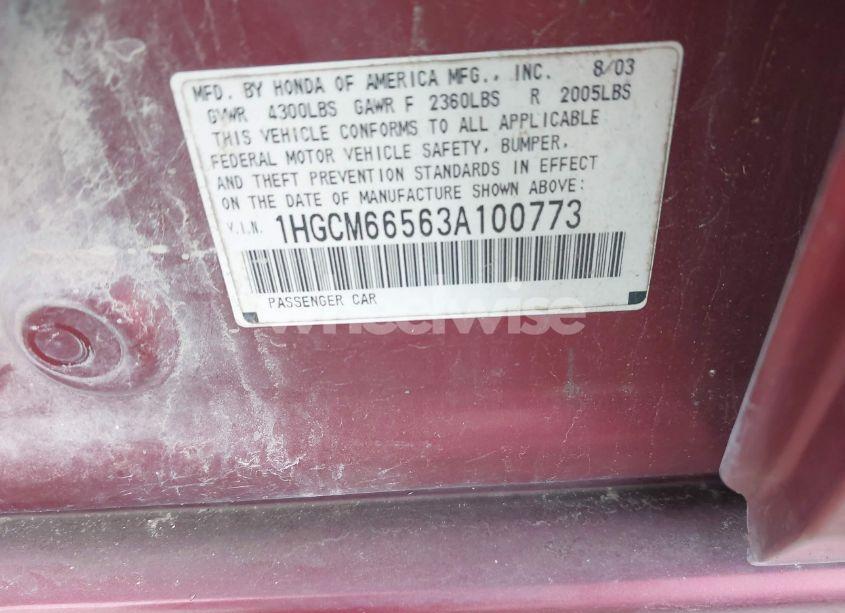 MFD. BY HONDA OF AMERICA MFG., INC. 8/03
GVWR 4300LBS GAWR F 2360LBS R 2005LBS
THIS VEHICLE CONFORMS TO ALL APPLICABLE
FEDERAL MOTOR VEHICLE SAFETY, BUMPER,
AND THEFT PREVENTION STANDARDS IN EFFECT
ON THE DATE OF MANUFACTURE SHOWN ABOVE:
V.I.N. 1HGCM66563A100773
PASSENGER CAR
wheelwise